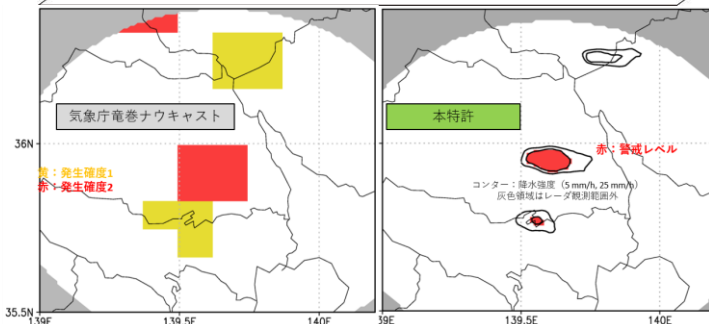 気象庁竜巻ナウキャスト
黄：発生確度1
赤：発生確度2
36N
35.5N
139E
139.5E
140E
本特許
赤：警戒レベル
コンター：降水強度（5 mm/h, 25 mm/h）
灰色領域はレーダ観測範囲外
39E
139.5E
140E